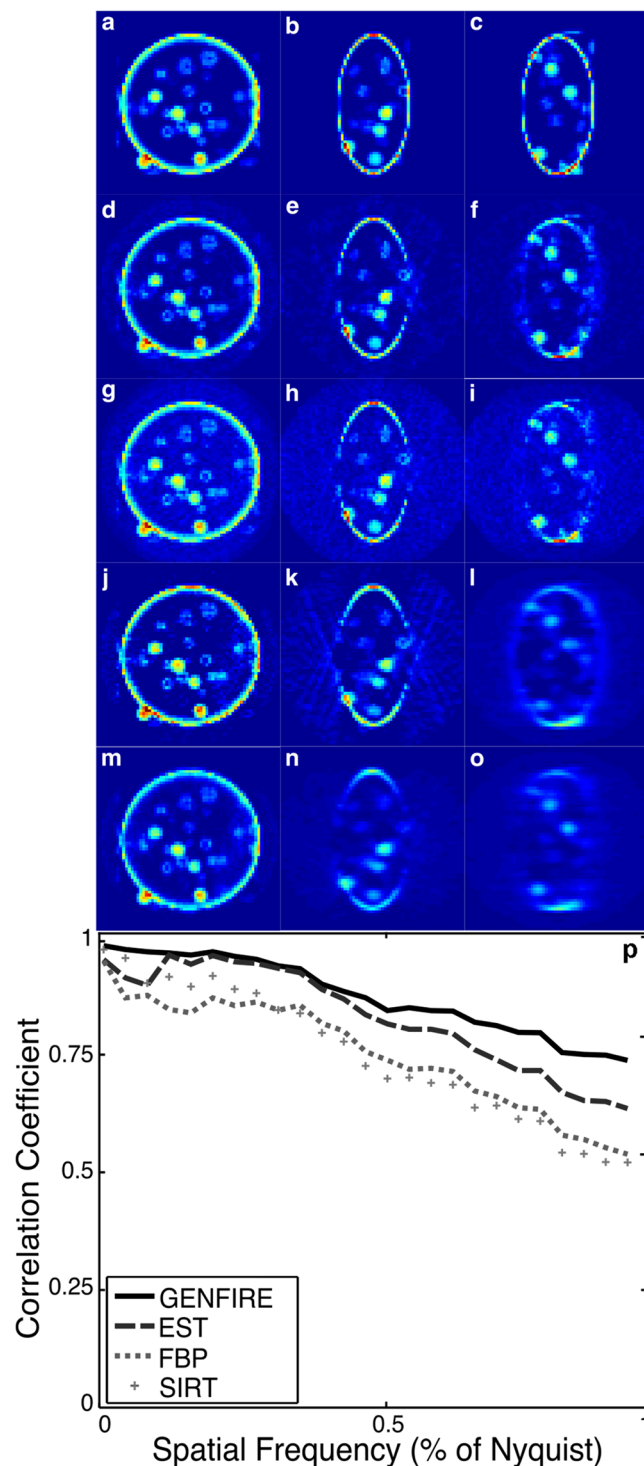 a b c
d e f
g h i
j k l
m n o
p
1
0.75
0.5
0.25
0
Correlation Coefficient
GENFIRE
EST
FBP
SIRT
0 0.5 1
Spatial Frequency (% of Nyquist)